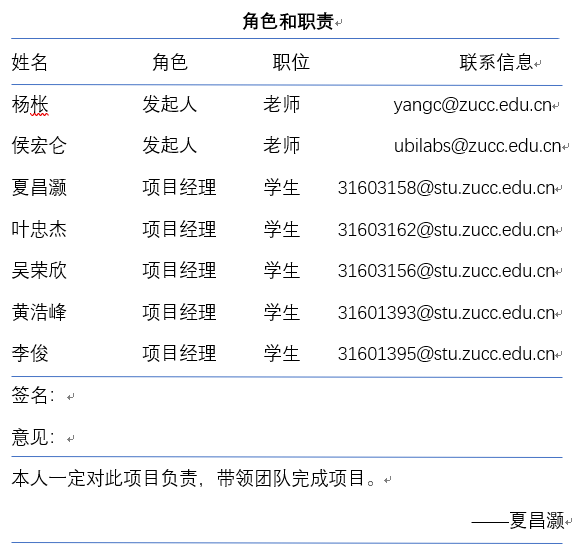 角色和职责
姓名 角色 职位 联系信息
杨枨 发起人 老师 yangc@zucc.edu.cn
侯宏仑 发起人 老师 ubilabs@zucc.edu.cn
夏昌灏 项目经理 学生 31603158@stu.zucc.edu.cn
叶忠杰 项目经理 学生 31603162@stu.zucc.edu.cn
吴荣欣 项目经理 学生 31603156@stu.zucc.edu.cn
黄浩峰 项目经理 学生 31601393@stu.zucc.edu.cn
李俊 项目经理 学生 31601395@stu.zucc.edu.cn
签名：
意见：
本人一定对此项目负责，带领团队完成项目。
——夏昌灏